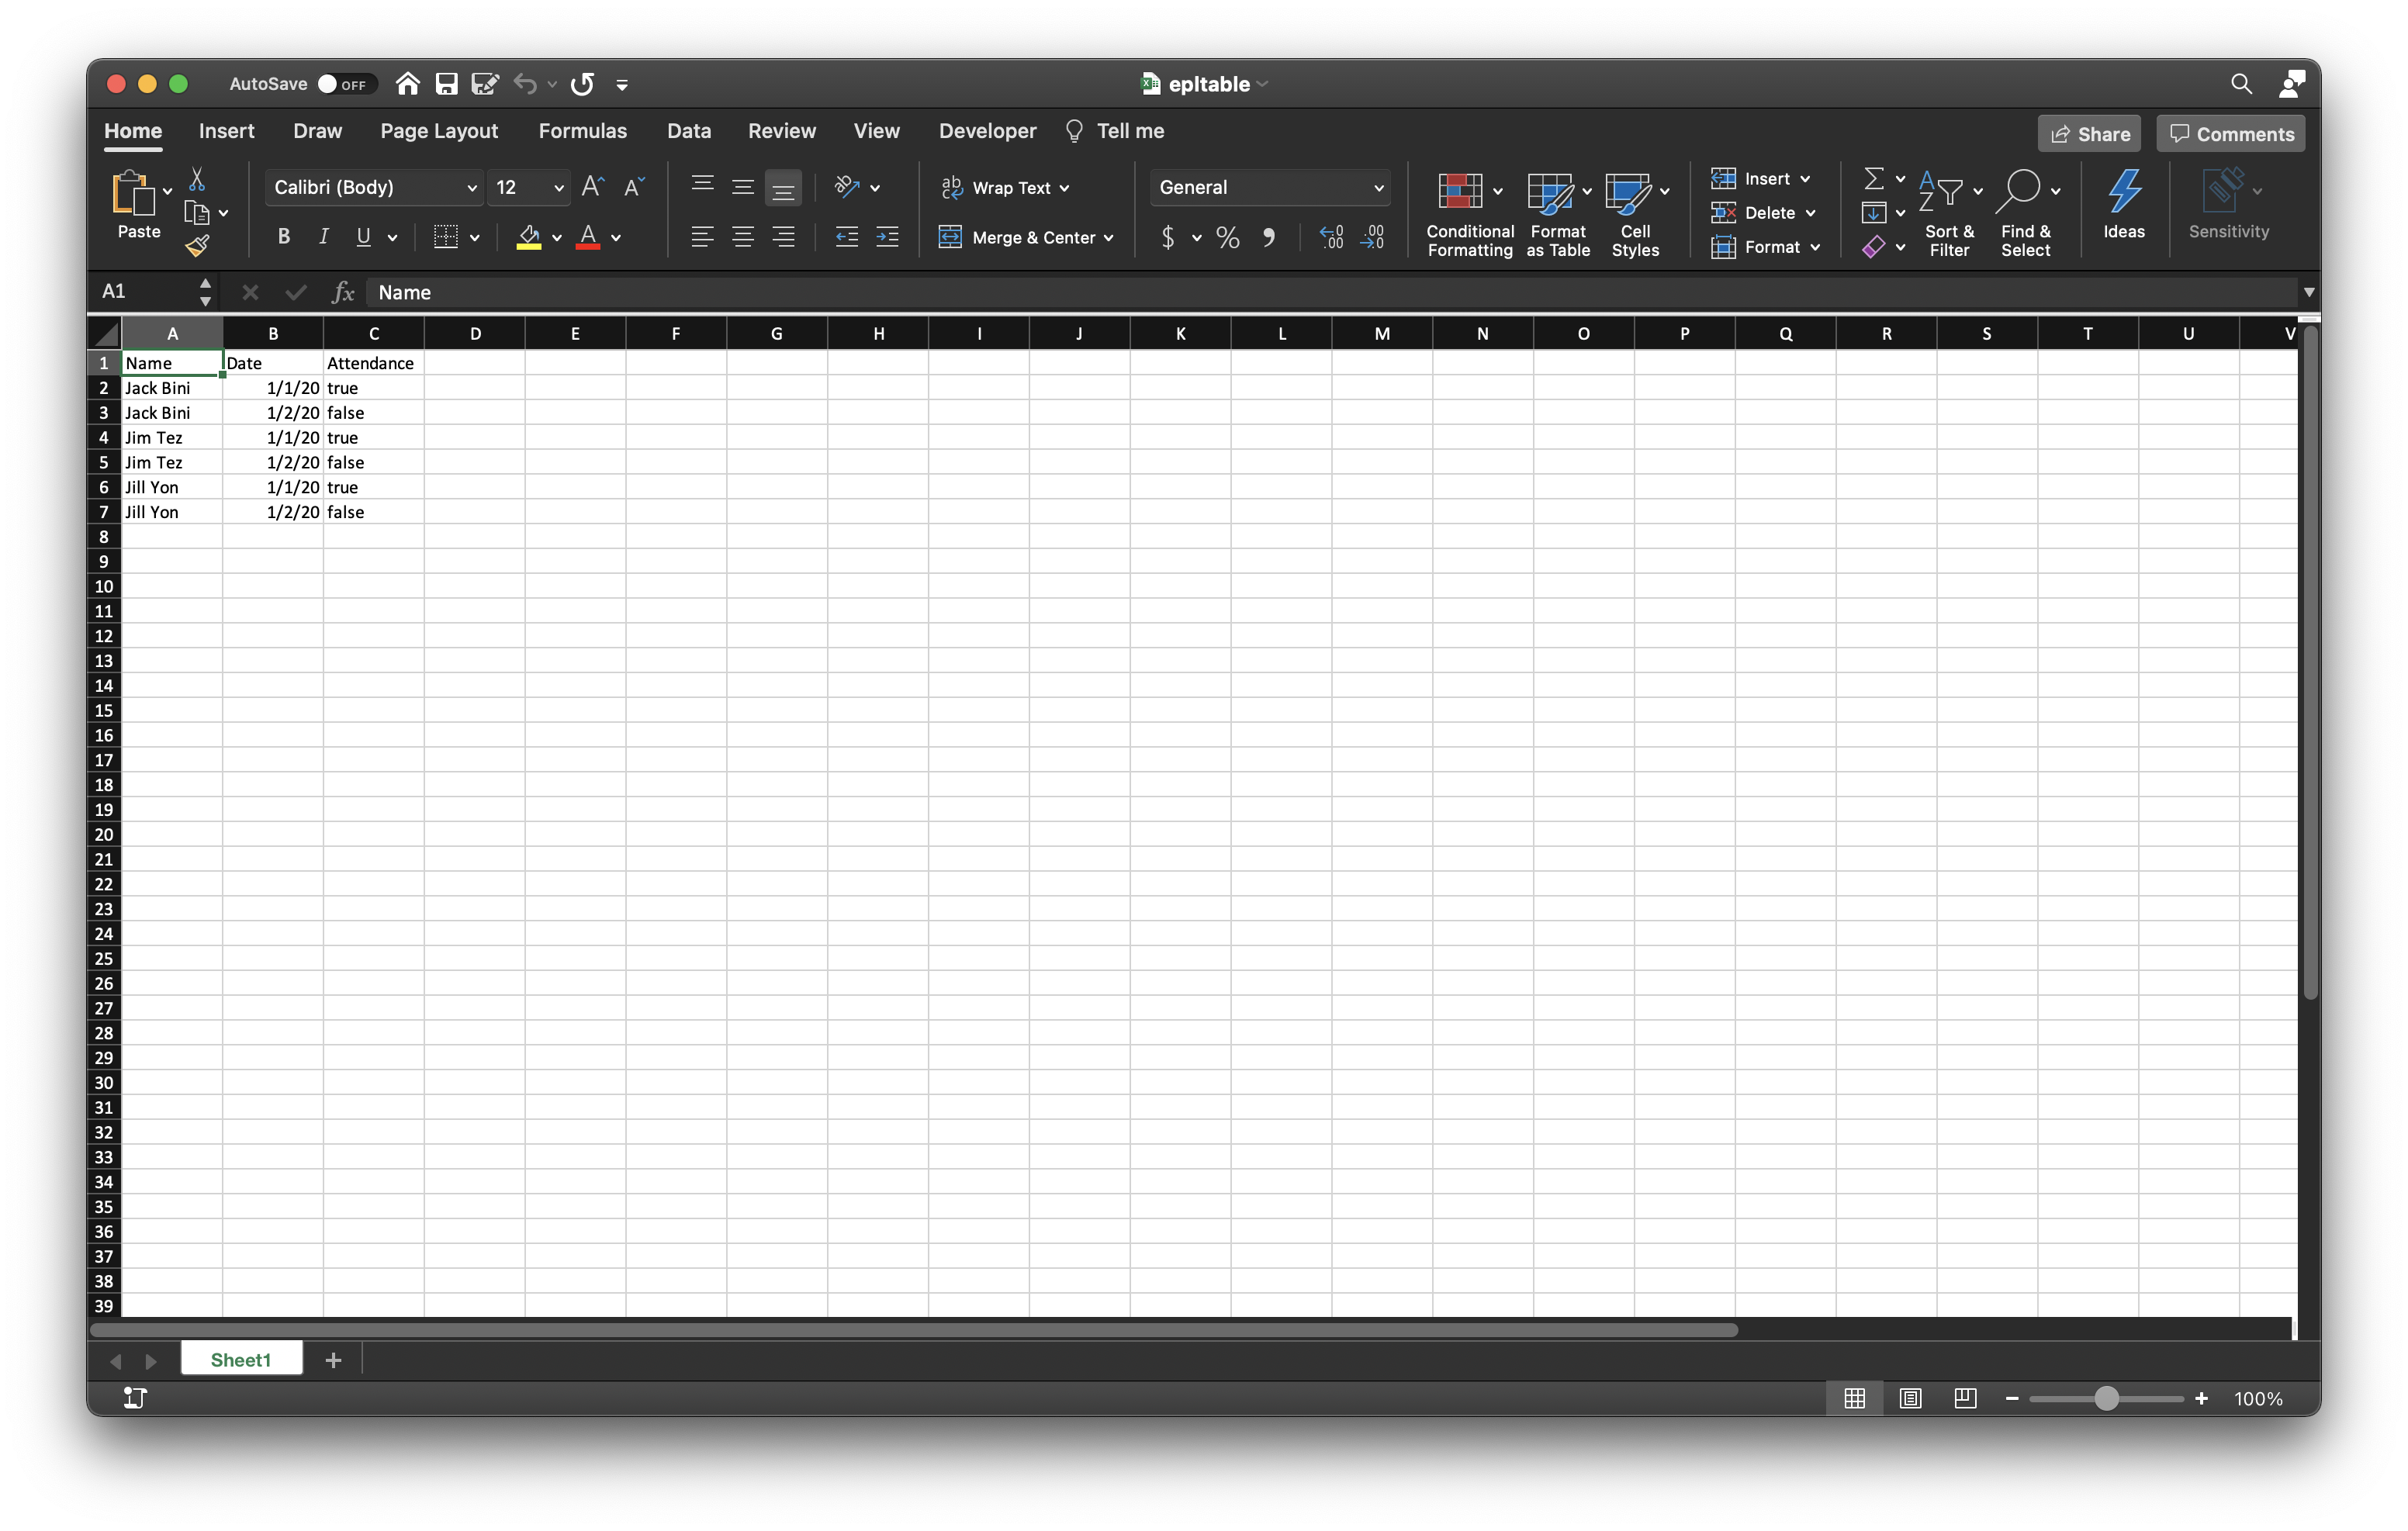 AutoSave OFF epltable
Home Insert Draw Page Layout Formulas Data Review View Developer Tell me Share Comments
Paste Calibri (Body) 12 A A ab Wrap Text General Conditional Formatting Format as Table Cell Styles Insert Delete Format Sort & Filter Find & Select Ideas Sensitivity
B I U A Merge & Center $ % .0 .00 .00 .0
A1 fx Name
A B C D E F G H I J K L M N O P Q R S T U V
1 Name Date Attendance
2 Jack Bini 1/1/20 true
3 Jack Bini 1/2/20 false
4 Jim Tez 1/1/20 true
5 Jim Tez 1/2/20 false
6 Jill Yon 1/1/20 true
7 Jill Yon 1/2/20 false
8
9
10
11
12
13
14
15
16
17
18
19
20
21
22
23
24
25
26
27
28
29
30
31
32
33
34
35
36
37
38
39
Sheet1 +
100%